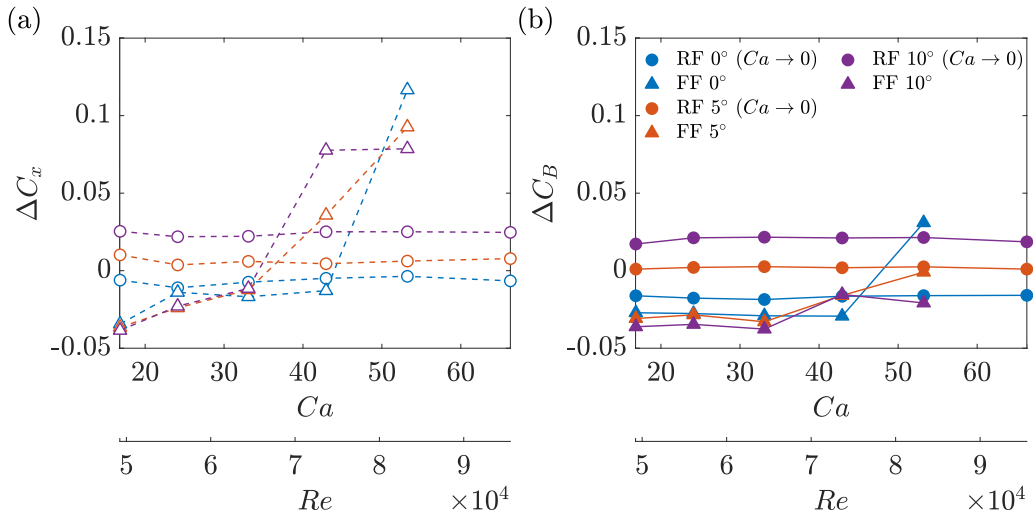 (a)
0.15
0.1
0.05
0
-0.05
ΔC_x
20 30 40 50 60
Ca
5 6 7 8 9
Re ×10^4
(b)
0.15
0.1
0.05
0
-0.05
ΔC_B
RF 0° (Ca → 0)
FF 0°
RF 5° (Ca → 0)
FF 5°
RF 10° (Ca → 0)
FF 10°
20 30 40 50 60
Ca
5 6 7 8 9
Re ×10^4